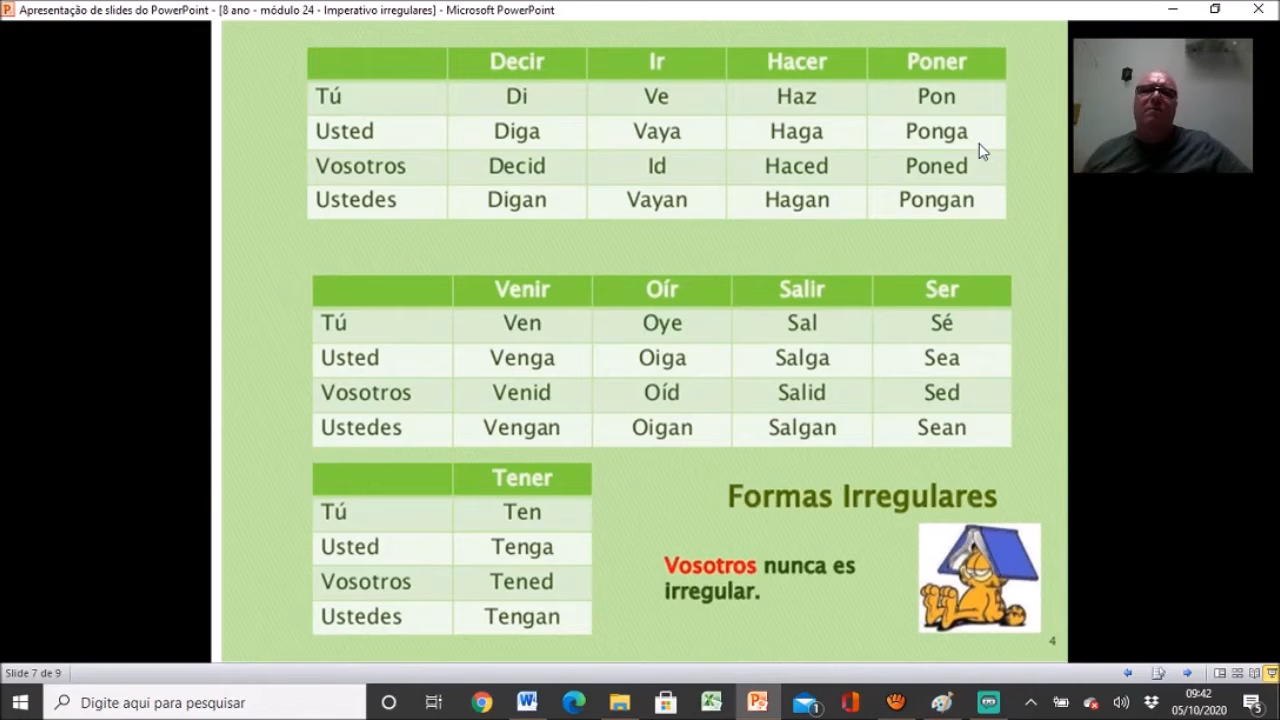 Apresentação de slides do PowerPoint - [8 ano - módulo 24 - Imperativo irregulares] - Microsoft PowerPoint
Decir Ir Hacer Poner
Tú Di Ve Haz Pon
Usted Diga Vaya Haga Ponga
Vosotros Decid Id Haced Poned
Ustedes Digan Vayan Hagan Pongan
Venir Oír Salir Ser
Tú Ven Oye Sal Sé
Usted Venga Oiga Salga Sea
Vosotros Venid Oíd Salid Sed
Ustedes Vengan Oigan Salgan Sean
Tener
Tú Ten
Usted Tenga
Vosotros Tened
Ustedes Tengan
Formas Irregulares
Vosotros nunca es
irregular.
4
Slide 7 de 9
Digite aqui para pesquisar
1
09:42
05/10/2020
5